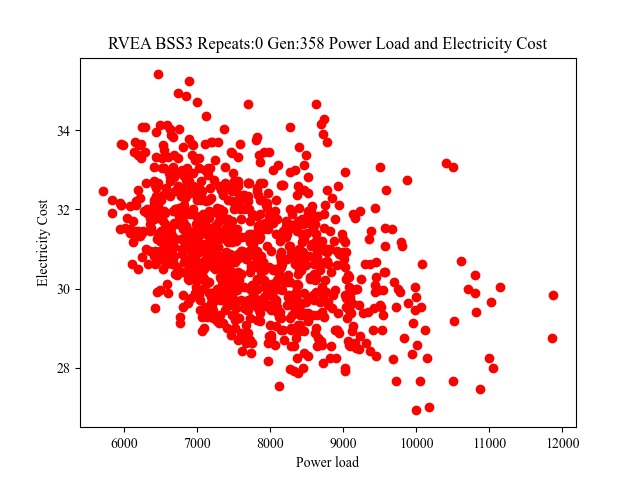 RVEA BSS3 Repeats:0 Gen:358 Power Load and Electricity Cost
34
32
30
28
Electricity Cost
6000 7000 8000 9000 10000 11000 12000
Power load